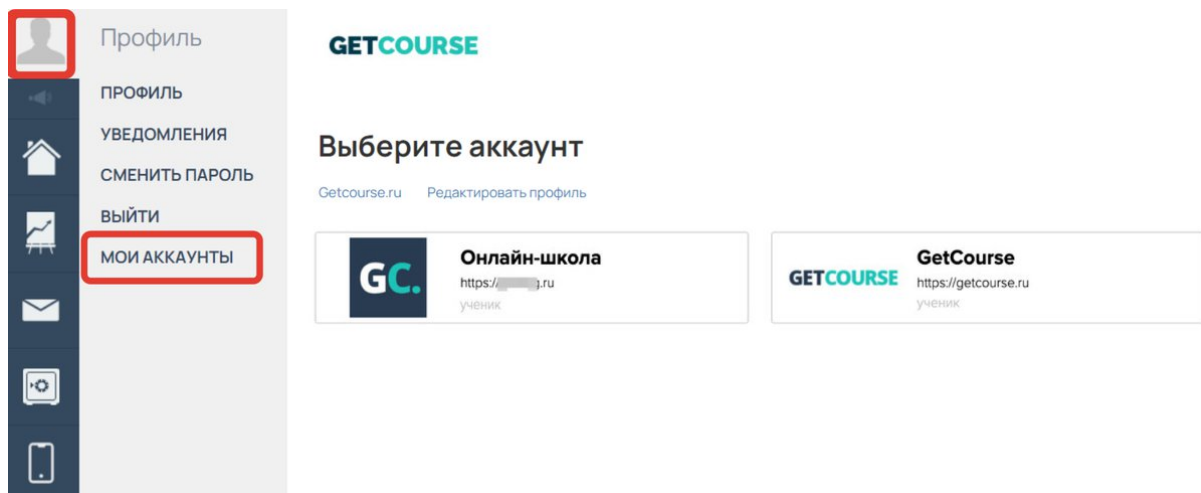 Профиль
ПРОФИЛЬ
УВЕДОМЛЕНИЯ
СМЕНИТЬ ПАРОЛЬ
ВЫЙТИ
МОИ АККАУНТЫ
GETCOURSE
Выберите аккаунт
Getcourse.ru Редактировать профиль
GC.
Онлайн-школа
https:// g.ru
ученик
GETCOURSE
GetCourse
https://getcourse.ru
ученик